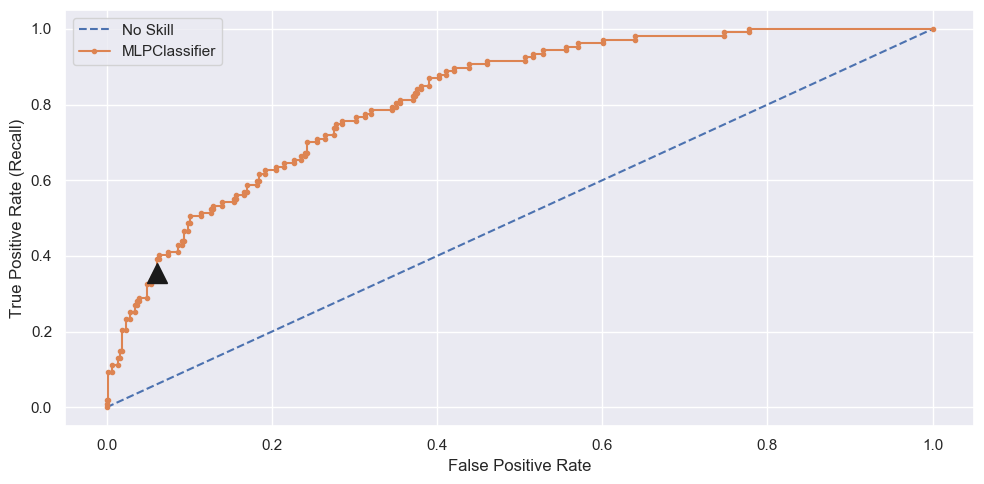 No Skill
MLPClassifier
True Positive Rate (Recall)
1.0
0.8
0.6
0.4
0.2
0.0
0.0 0.2 0.4 0.6 0.8 1.0
False Positive Rate